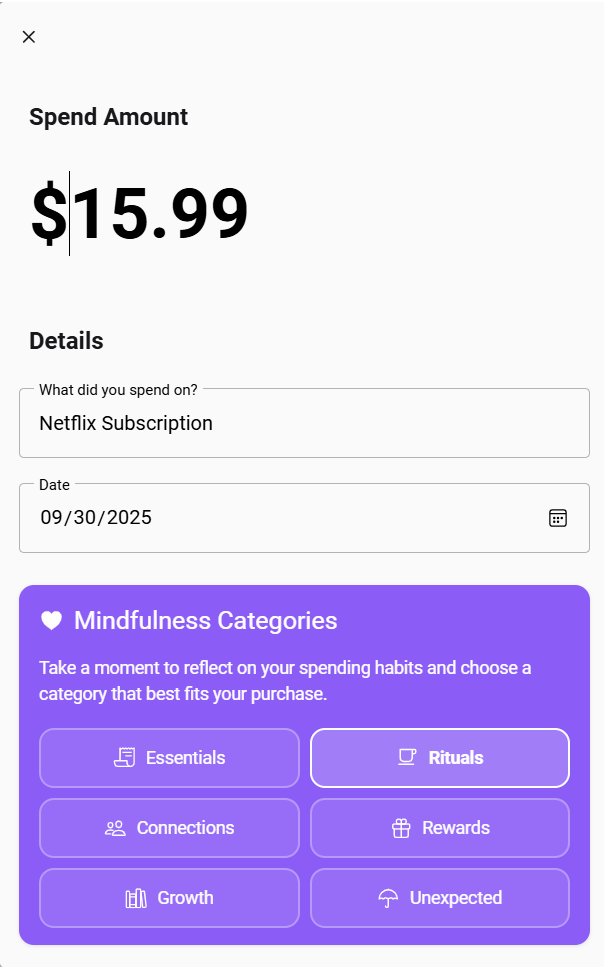 Spend Amount
$15.99
Details
What did you spend on?
Netflix Subscription
Date
09/30/2025
Mindfulness Categories
Take a moment to reflect on your spending habits and choose a
category that best fits your purchase.
Essentials
Rituals
Connections
Rewards
Growth
Unexpected